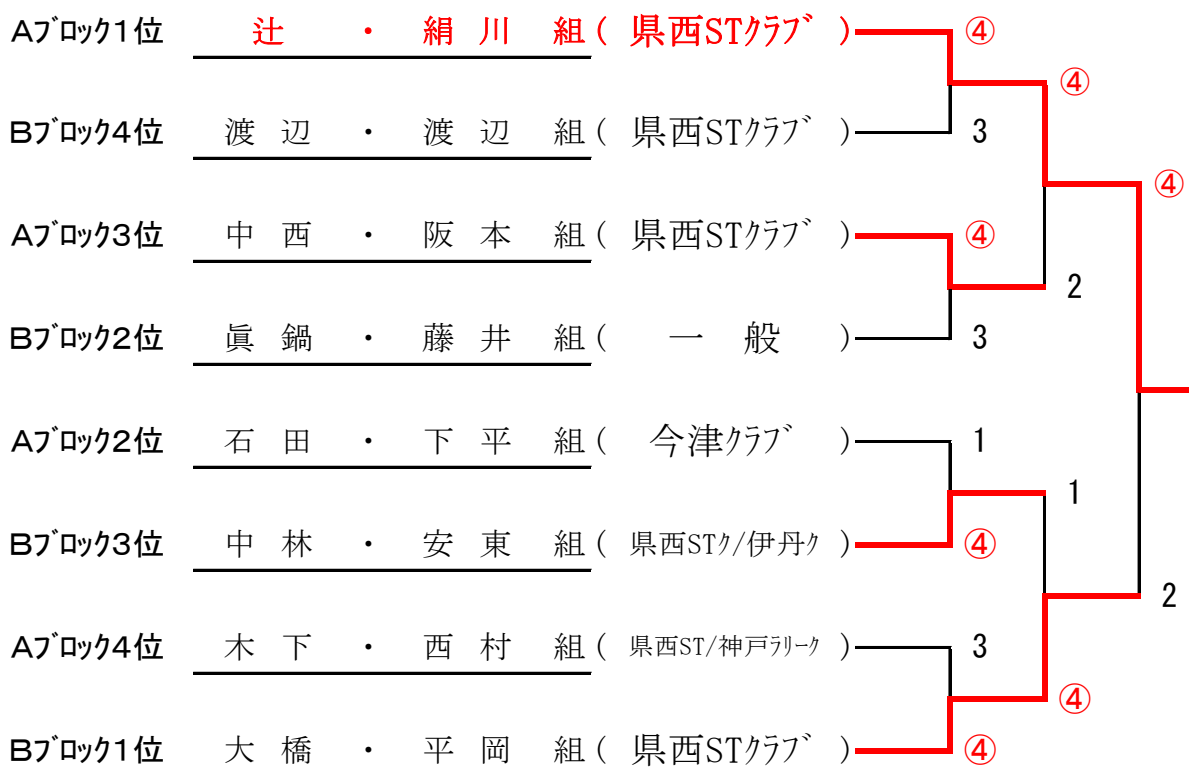 Aﾌﾞﾛｯｸ1位 辻 ・ 絹 川 組 ( 県西STｸﾗﾌﾞ ) ④
④
Bﾌﾞﾛｯｸ4位 渡 辺 ・ 渡 辺 組 ( 県西STｸﾗﾌﾞ ) 3
④
Aﾌﾞﾛｯｸ3位 中 西 ・ 阪 本 組 ( 県西STｸﾗﾌﾞ ) ④
2
Bﾌﾞﾛｯｸ2位 眞 鍋 ・ 藤 井 組 ( 一 般 ) 3
Aﾌﾞﾛｯｸ2位 石 田 ・ 下 平 組 ( 今津ｸﾗﾌﾞ ) 1
1
Bﾌﾞﾛｯｸ3位 中 林 ・ 安 東 組 ( 県西STｸ/伊丹ｸ ) ④
2
Aﾌﾞﾛｯｸ4位 木 下 ・ 西 村 組 ( 県西ST/神戸ﾗﾘｰｸ ) 3
④
Bﾌﾞﾛｯｸ1位 大 橋 ・ 平 岡 組 ( 県西STｸﾗﾌﾞ ) ④